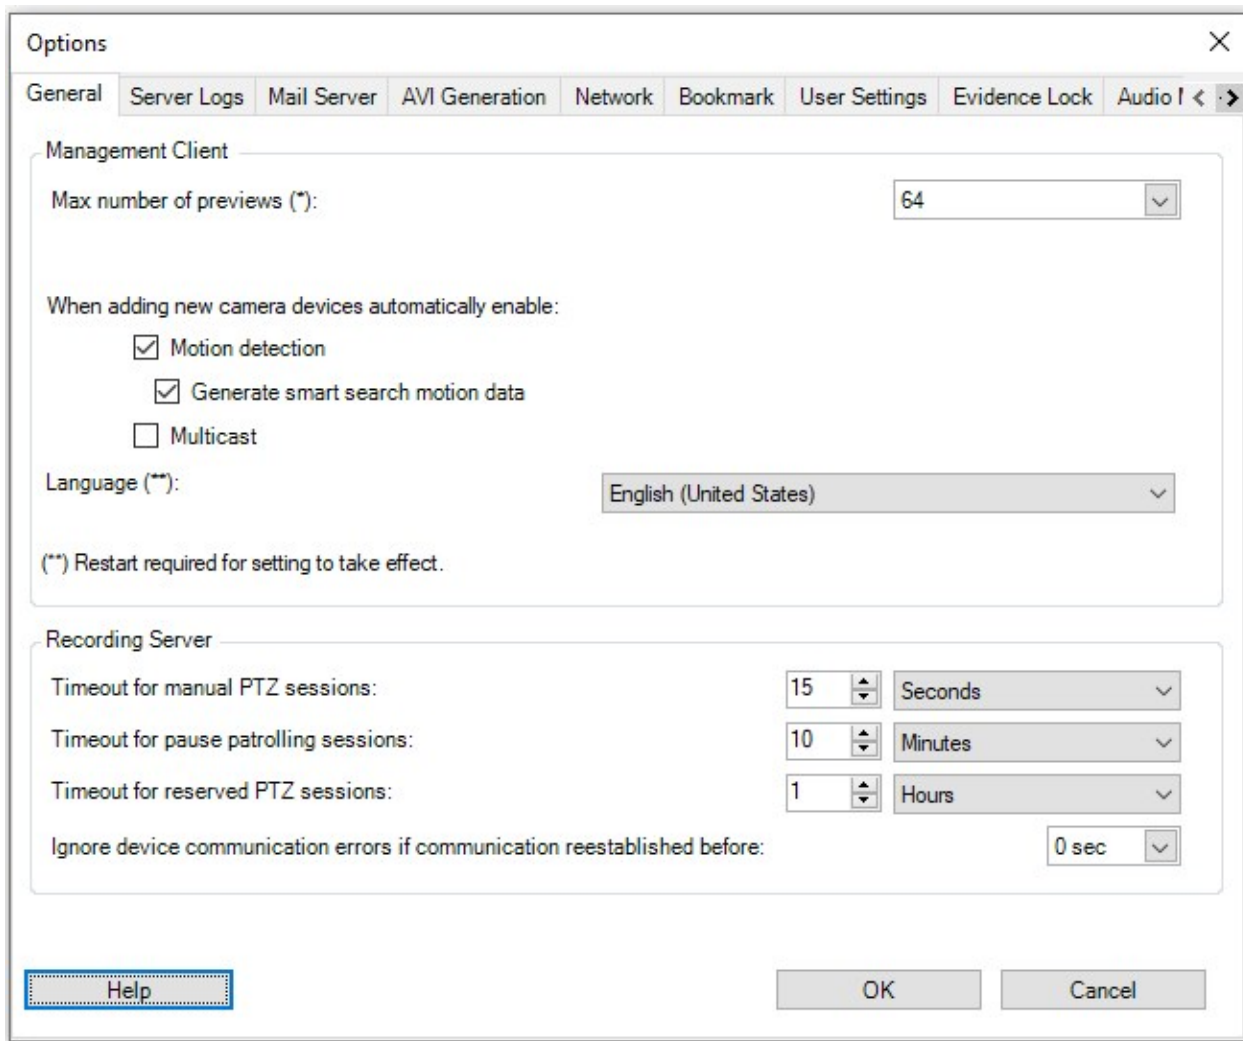 Options
General Server Logs Mail Server AVI Generation Network Bookmark User Settings Evidence Lock Audio
Management Client
Max number of previews (*): 64
When adding new camera devices automatically enable:
Motion detection
Generate smart search motion data
Multicast
Language (**): English (United States)
(**) Restart required for setting to take effect.
Recording Server
Timeout for manual PTZ sessions: 15 Seconds
Timeout for pause patrolling sessions: 10 Minutes
Timeout for reserved PTZ sessions: 1 Hours
Ignore device communication errors if communication reestablished before: 0 sec
Help OK Cancel